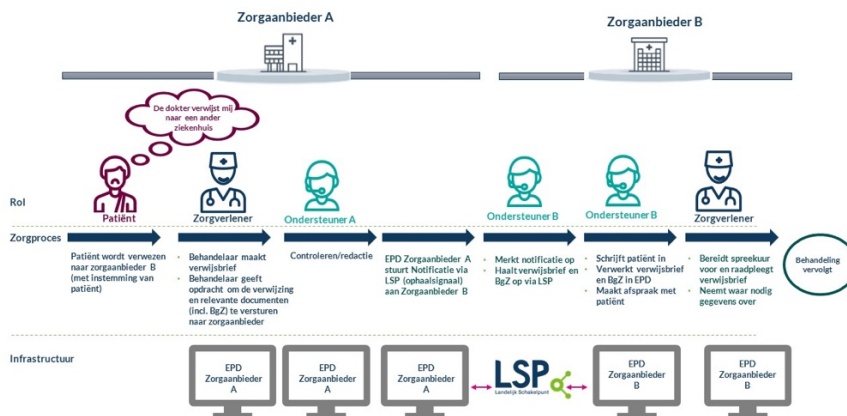 Zorgaanbieder A
Zorgaanbieder B
De dokter verwijst mij
naar een ander
ziekenhuis
Rol
Patiënt
Zorgverlener
Ondersteuner A
Ondersteuner B
Ondersteuner B
Zorgverlener
Zorgproces
Patiënt wordt verwezen
naar zorgaanbieder B
(met instemming van
patiënt)
• Behandelaar maakt
verwijsbrief
• Behandelaar geeft
opdracht om de verwijzing
en relevante documenten
(incl. BgZ) te versturen
naar zorgaanbieder
Controleren/redactie
EPD Zorgaanbieder A
stuurt Notificatie via
LSP (ophaalsignaal)
aan Zorgaanbieder B
• Merkt notificatie op
• Haalt verwijsbrief en
BgZ op via LSP
• Schrijft patiënt in
• Verwerkt verwijsbrief
en BgZ in EPD
• Maakt afspraak met
patiënt
• Bereidt spreekuur
voor en raadpleegt
verwijsbrief
• Neemt waar nodig
gegevens over
Behandeling
vervolgt
Infrastructuur
EPD
Zorgaanbieder
A
EPD
Zorgaanbieder
A
EPD
Zorgaanbieder
A
LSP
Landelijk Schakelpunt
EPD
Zorgaanbieder
B
EPD
Zorgaanbieder
B